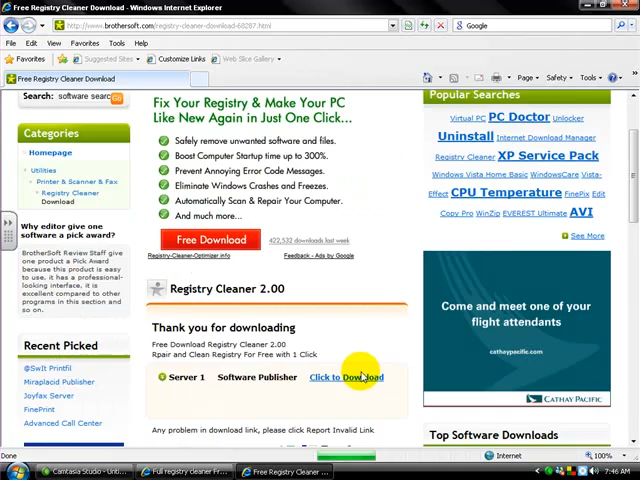 Free Registry Cleaner Download - Windows Internet Explorer
http://www.brothersoft.com/registry-cleaner-download-60287.html
Google
File Edit View Favorites Tools Help
Favorites Suggested Sites Customize Links Web Slice Gallery
Free Registry Cleaner Download
Page Safety Tools
Search: software searc Go
Categories
Homepage
Utilities
Printer & Scanner & Fax
Registry Cleaner
Download
Why editor give one
software a pick award?
BrotherSoft Review Staff give
one product a Pick Award
because this product is easy
to use, it has a professional-
looking interface, it is
excellent compared to other
programs in this section and
so on.
Recent Picked
@SwIt Printfil
Miraplacid Publisher
Joyfax Server
FinePrint
Advanced Call Center
Fix Your Registry & Make Your PC
Like New Again in Just One Click...
Safely remove unwanted software and files.
Boost Computer Startup time up to 300%.
Prevent Annoying Error Code Messages.
Eliminate Windows Crashes and Freezes.
Automatically Scan & Repair Your Computer.
And much more...
Free Download 422,532 downloads last week
Registry-Cleaner-Optimizer.info Feedback - Ads by Google
Registry Cleaner 2.00
Thank you for downloading
Free Download Registry Cleaner 2.00
Rpair and Clean Registry For Free with 1 Click
Server 1 Software Publisher Click to Download
Any problem in download link, please click Report Invalid Link
Popular Searches
Virtual PC PC Doctor Unlocker
Uninstall Internet Download Manager
Registry Cleaner XP Service Pack
Windows Vista Home Basic WindowsCare Vista-
Effect CPU Temperature FinePix Edit
Copy Pro WinZip EVEREST Ultimate AVI
See More
Come and meet one of your
flight attendants
cathaypacific.com
CATHAY PACIFIC
Top Software Downloads
Done Internet 100%
Camtasia Studio - Unti... Full registry cleaner Fr... Free Registry Cleaner ... 7:46 AM